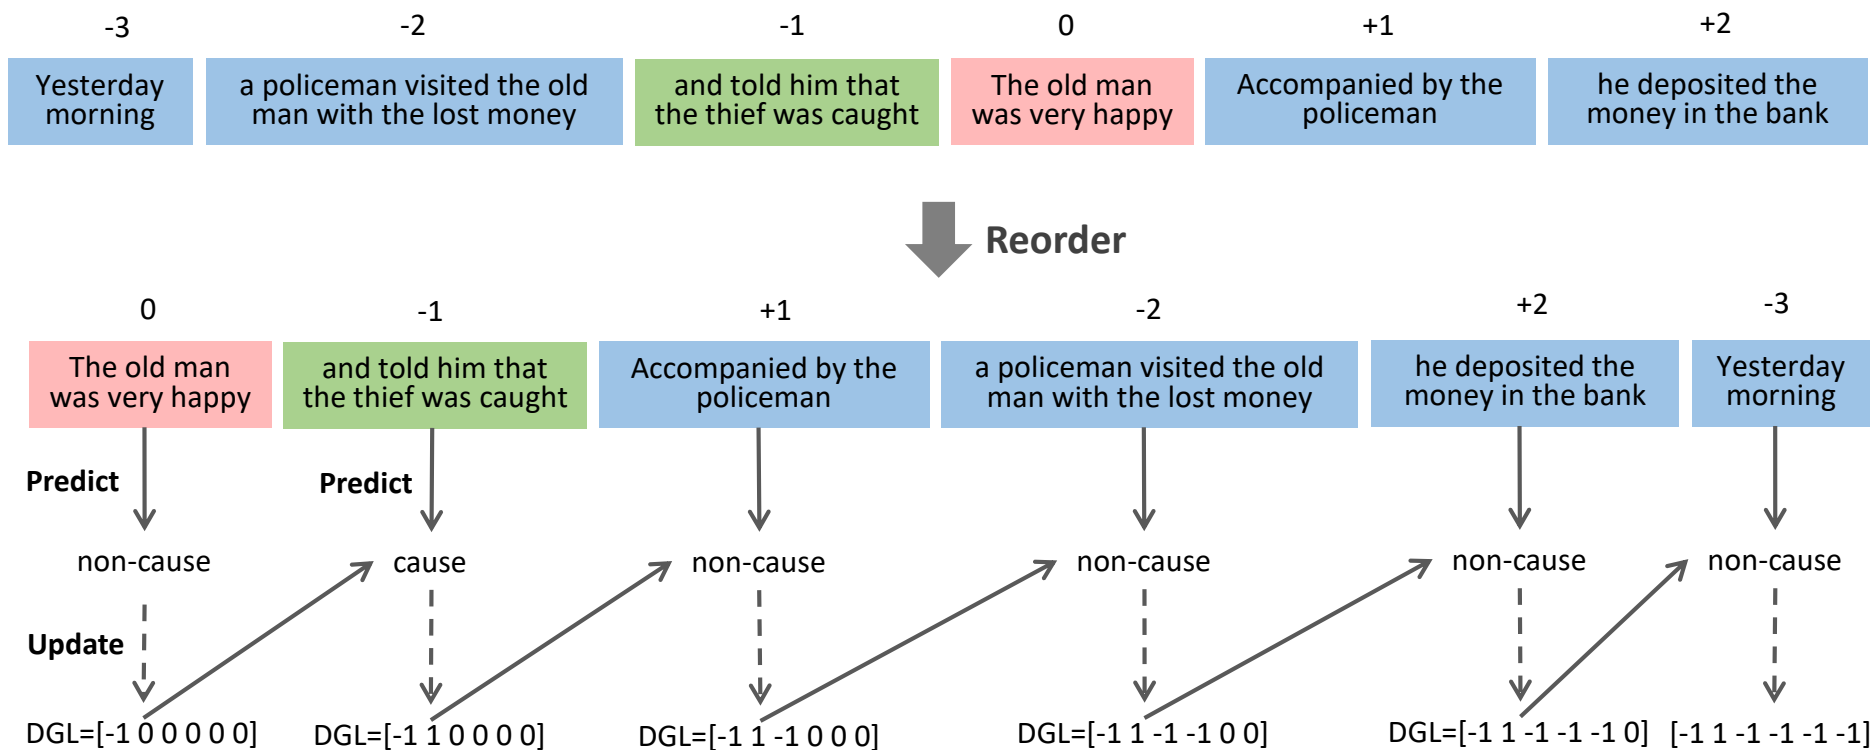 -3 -2 -1 0 +1 +2
Yesterday
morning
a policeman visited the old
man with the lost money
and told him that
the thief was caught
The old man
was very happy
Accompanied by the
policeman
he deposited the
money in the bank
Reorder
0 -1 +1 -2 +2 -3
The old man
was very happy
and told him that
the thief was caught
Accompanied by the
policeman
a policeman visited the old
man with the lost money
he deposited the
money in the bank
Yesterday
morning
Predict Predict
non-cause cause non-cause non-cause non-cause non-cause
Update
DGL=[-1 0 0 0 0 0] DGL=[-1 1 0 0 0 0] DGL=[-1 1 -1 0 0 0] DGL=[-1 1 -1 -1 0 0] DGL=[-1 1 -1 -1 -1 0] [-1 1 -1 -1 -1 -1]